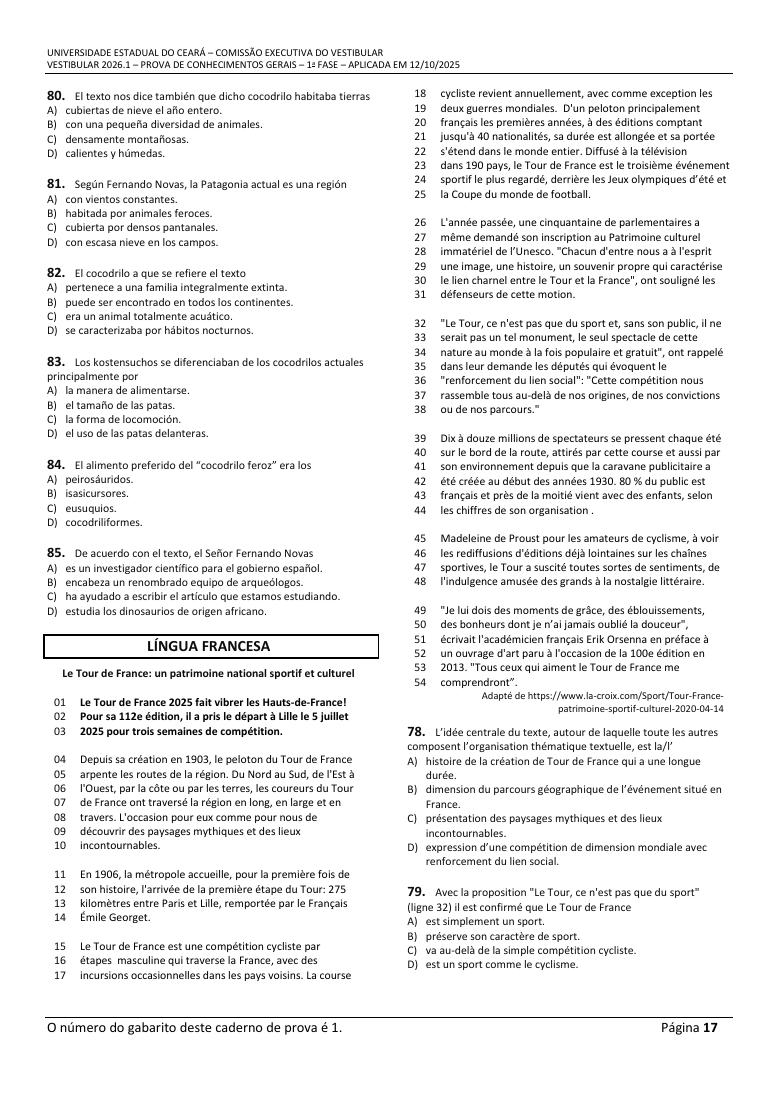 UNIVERSIDADE ESTADUAL DO CEARÁ – COMISSÃO EXECUTIVA DO VESTIBULAR
VESTIBULAR 2026.1 – PROVA DE CONHECIMENTOS GERAIS – 1ª FASE – APLICADA EM 12/10/2025
80. El texto nos dice también que dicho cocodrilo habitaba tierras
A) cubiertas de nieve el año entero.
B) con una pequeña diversidad de animales.
C) densamente montañosas.
D) calientes y húmedas.
81. Según Fernando Novas, la Patagonia actual es una región
A) con vientos constantes.
B) habitada por animales feroces.
C) cubierta por densos pantanales.
D) con escasa nieve en los campos.
82. El cocodrilo a que se refiere el texto
A) pertenece a una familia integralmente extinta.
B) puede ser encontrado en todos los continentes.
C) era un animal totalmente acuático.
D) se caracterizaba por hábitos nocturnos.
83. Los kostensuchos se diferenciaban de los cocodrilos actuales
principalmente por
A) la manera de alimentarse.
B) el tamaño de las patas.
C) la forma de locomoción.
D) el uso de las patas delanteras.
84. El alimento preferido del “cocodrilo feroz” era los
A) peirosáuridos.
B) isasicursores.
C) eusuquios.
D) cocodriliformes.
85. De acuerdo con el texto, el Señor Fernando Novas
A) es un investigador científico para el gobierno español.
B) encabeza un renombrado equipo de arqueólogos.
C) ha ayudado a escribir el artículo que estamos estudiando.
D) estudia los dinosaurios de origen africano.
LÍNGUA FRANCESA
Le Tour de France: un patrimoine national sportif et culturel
01 Le Tour de France 2025 fait vibrer les Hauts-de-France!
02 Pour sa 112e édition, il a pris le départ à Lille le 5 juillet
03 2025 pour trois semaines de compétition.
04 Depuis sa création en 1903, le peloton du Tour de France
05 arpente les routes de la région. Du Nord au Sud, de l'Est à
06 l'Ouest, par la côte ou par les terres, les coureurs du Tour
07 de France ont traversé la région en long, en large et en
08 travers. L'occasion pour eux comme pour nous de
09 découvrir des paysages mythiques et des lieux
10 incontournables.
11 En 1906, la métropole accueille, pour la première fois de
12 son histoire, l'arrivée de la première étape du Tour: 275
13 kilomètres entre Paris et Lille, remportée par le Français
14 Émile Georget.
15 Le Tour de France est une compétition cycliste par
16 étapes masculine qui traverse la France, avec des
17 incursions occasionnelles dans les pays voisins. La course
18 cycliste revient annuellement, avec comme exception les
19 deux guerres mondiales. D'un peloton principalement
20 français les premières années, à des éditions comptant
21 jusqu'à 40 nationalités, sa durée est allongée et sa portée
22 s'étend dans le monde entier. Diffusé à la télévision
23 dans 190 pays, le Tour de France est le troisième événement
24 sportif le plus regardé, derrière les Jeux olympiques d’été et
25 la Coupe du monde de football.
26 L'année passée, une cinquantaine de parlementaires a
27 même demandé son inscription au Patrimoine culturel
28 immatériel de l’Unesco. "Chacun d'entre nous a à l'esprit
29 une image, une histoire, un souvenir propre qui caractérise
30 le lien charnel entre le Tour et la France", ont souligné les
31 défenseurs de cette motion.
32 "Le Tour, ce n'est pas que du sport et, sans son public, il ne
33 serait pas un tel monument, le seul spectacle de cette
34 nature au monde à la fois populaire et gratuit", ont rappelé
35 dans leur demande les députés qui évoquent le
36 "renforcement du lien social": "Cette compétition nous
37 rassemble tous au-delà de nos origines, de nos convictions
38 ou de nos parcours."
39 Dix à douze millions de spectateurs se pressent chaque été
40 sur le bord de la route, attirés par cette course et aussi par
41 son environnement depuis que la caravane publicitaire a
42 été créée au début des années 1930. 80 % du public est
43 français et près de la moitié vient avec des enfants, selon
44 les chiffres de son organisation .
45 Madeleine de Proust pour les amateurs de cyclisme, à voir
46 les rediffusions d'éditions déjà lointaines sur les chaînes
47 sportives, le Tour a suscité toutes sortes de sentiments, de
48 l'indulgence amusée des grands à la nostalgie littéraire.
49 "Je lui dois des moments de grâce, des éblouissements,
50 des bonheurs dont je n’ai jamais oublié la douceur",
51 écrivait l'académicien français Erik Orsenna en préface à
52 un ouvrage d'art paru à l'occasion de la 100e édition en
53 2013. "Tous ceux qui aiment le Tour de France me
54 comprendront”.
Adapté de https://www.la-croix.com/Sport/Tour-France-
patrimoine-sportif-culturel-2020-04-14
78. L’idée centrale du texte, autour de laquelle toute les autres
composent l’organisation thématique textuelle, est la/l’
A) histoire de la création de Tour de France qui a une longue
durée.
B) dimension du parcours géographique de l’événement situé en
France.
C) présentation des paysages mythiques et des lieux
incontournables.
D) expression d’une compétition de dimension mondiale avec
renforcement du lien social.
79. Avec la proposition "Le Tour, ce n'est pas que du sport"
(ligne 32) il est confirmé que Le Tour de France
A) est simplement un sport.
B) préserve son caractère de sport.
C) va au-delà de la simple compétition cycliste.
D) est un sport comme le cyclisme.
O número do gabarito deste caderno de prova é 1.
Página 17